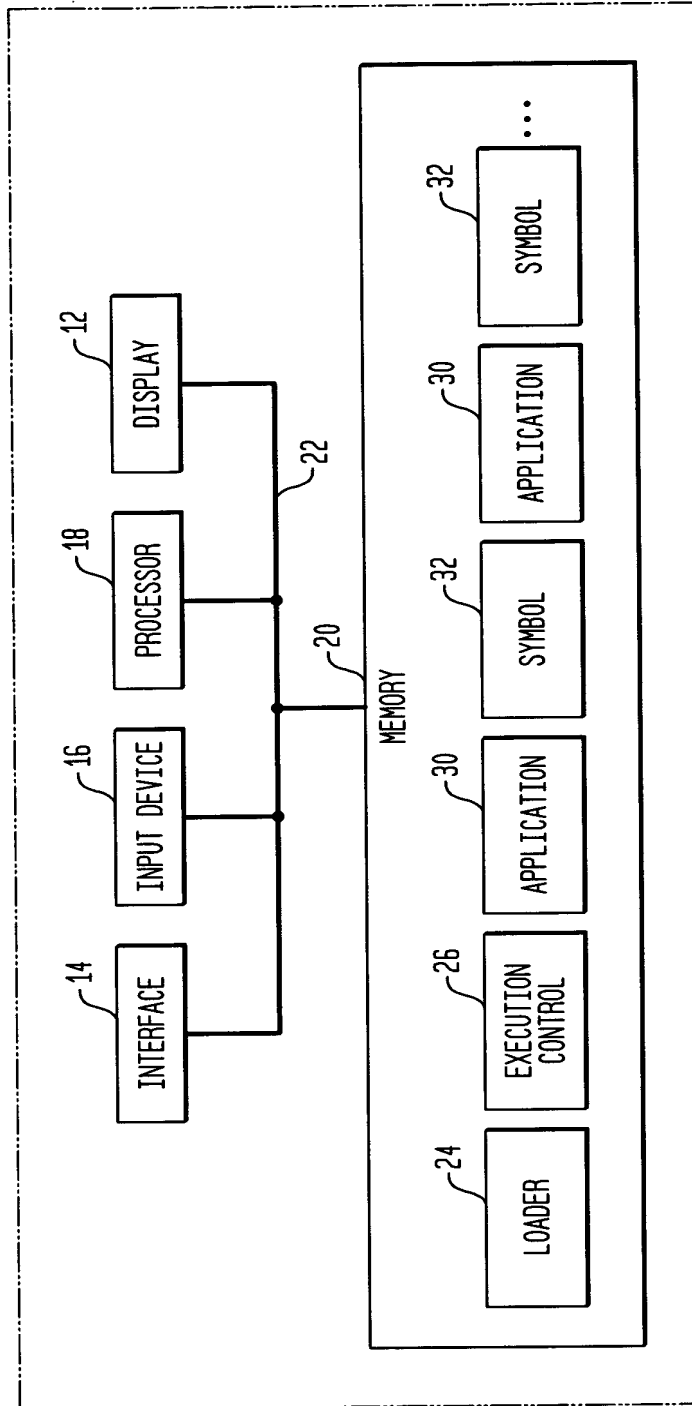 14
INTERFACE
16
INPUT DEVICE
18
PROCESSOR
12
DISPLAY
22
20
MEMORY
24
LOADER
26
EXECUTION
CONTROL
30
APPLICATION
32
SYMBOL
30
APPLICATION
32
SYMBOL
...